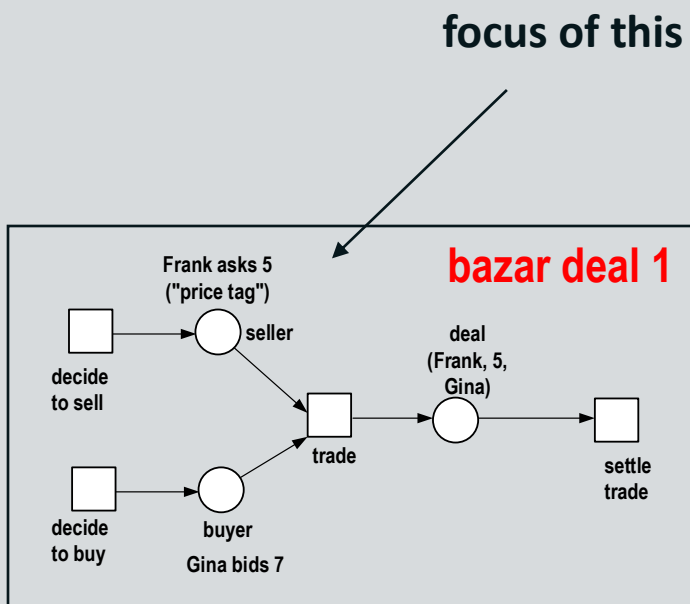 focus of this
bazar deal 1
Frank asks 5
("price tag")
seller
decide
to sell
deal
(Frank, 5,
Gina)
trade
settle
trade
decide
to buy
buyer
Gina bids 7